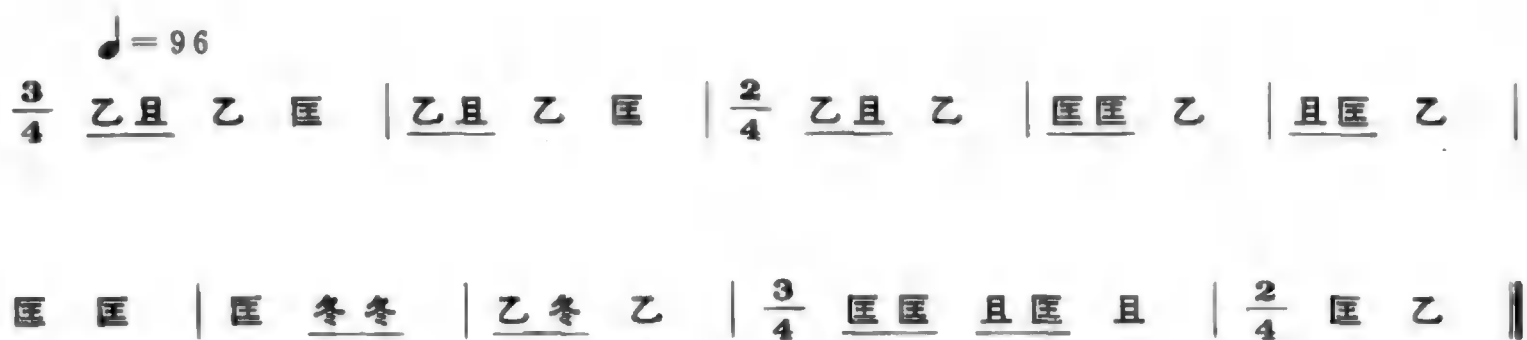 ♩= 96
3/4 乙且 乙 匡 | 乙且 乙 匡 | 2/4 乙且 乙 | 匡匡 乙 | 且匡 乙 |
匡 匡 | 匡 冬冬 | 乙冬 乙 | 3/4 匡匡 且匡 且 | 2/4 匡 乙 ‖